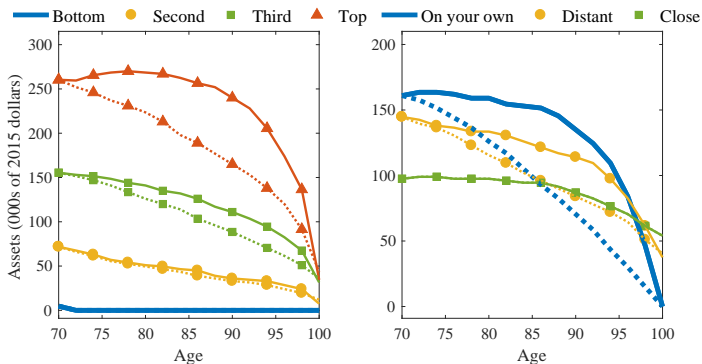 Bottom Second Third Top On your own Distant Close
300 200
250
200 150
150 100
100
50 50
0 0
70 75 80 85 90 95 100 70 75 80 85 90 95 100
Age Age
Assets (000s of 2015 dollars)